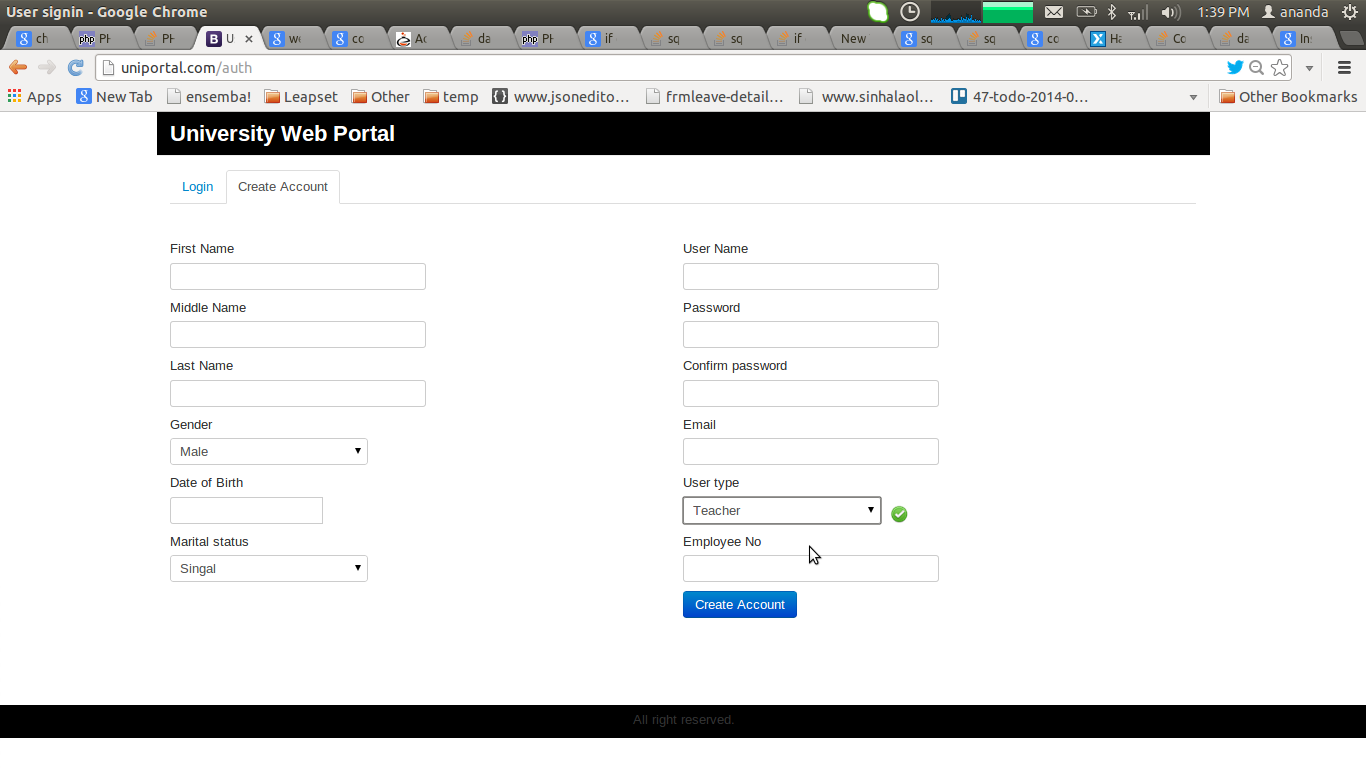 User signin - Google Chrome
1:39 PM ananda
ch PH PH U × we co Ac da php PH if sq sq if New sq sq co Ha Co da In
uniportal.com/auth
Apps New Tab ensemba! Leapset Other temp www.jsonedito... frmleave-detail... www.sinhalaol... 47-todo-2014-0... Other Bookmarks
University Web Portal
Login Create Account
First Name
User Name
Middle Name
Password
Last Name
Confirm password
Gender
Email
Male
Date of Birth
User type
Teacher
Marital status
Employee No
Singal
Create Account
All right reserved.